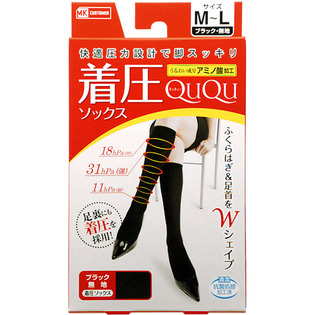 MK CUSTOMER
サイズ
M~L
ブラック・無地
快適圧力設計で脚スッキリ
うるおい成分アミノ酸加工
着圧
ソックス
QUQU
18hPa
31hPa
11hPa
ふくらはぎ&足首を
Wシェイプ
足裏にも
着圧を
採用!
ブラック
無地
着圧ソックス
抗菌処理
加工済